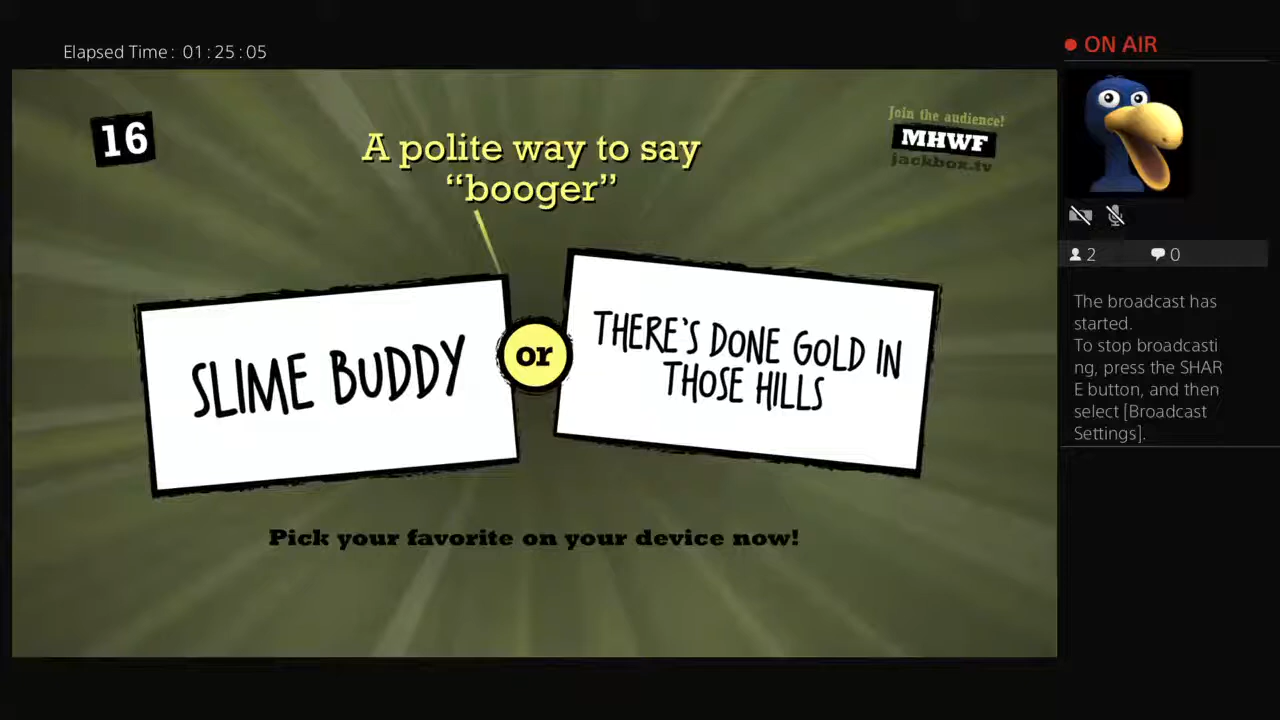 Elapsed Time: 01:25:05
ON AIR
16
A polite way to say
“booger”
Join the audience!
MHWF
jackbox.tv
SLIME BUDDY
or
THERE'S DONE GOLD IN
THOSE HILLS
Pick your favorite on your device now!
2
0
The broadcast has
started.
To stop broadcasti
ng, press the SHAR
E button, and then
select [Broadcast
Settings].